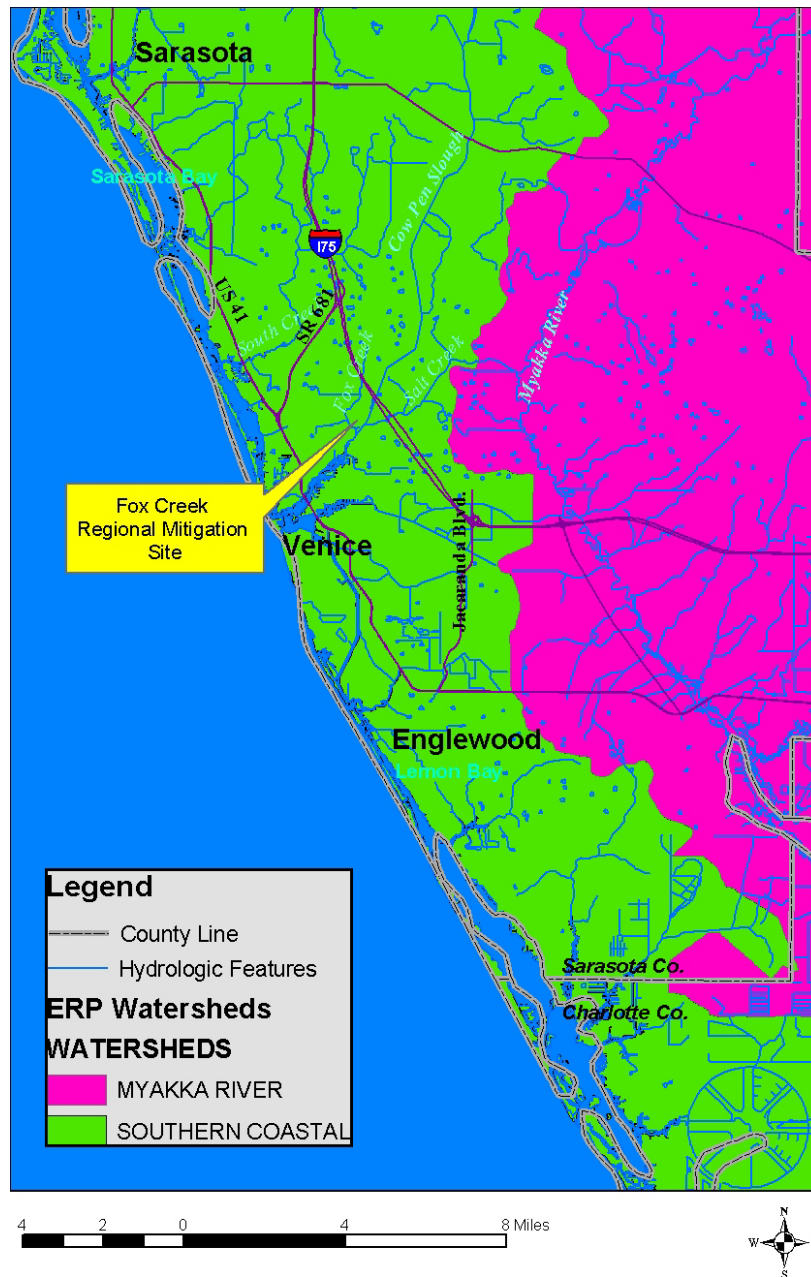 Sarasota
Sarasota Bay
Cow Pen Slough
I75
US 41
South Creek
SR 681
Fox Creek
Salt Creek
Myakka River
Fox Creek
Regional Mitigation
Site
Venice
Jacaranda Blvd.
Englewood
Lemon Bay
Sarasota Co.
Charlotte Co.
Legend
County Line
Hydrologic Features
ERP Watersheds
WATERSHEDS
MYAKKA RIVER
SOUTHERN COASTAL
4 2 0 4 8 Miles
N
W E
S